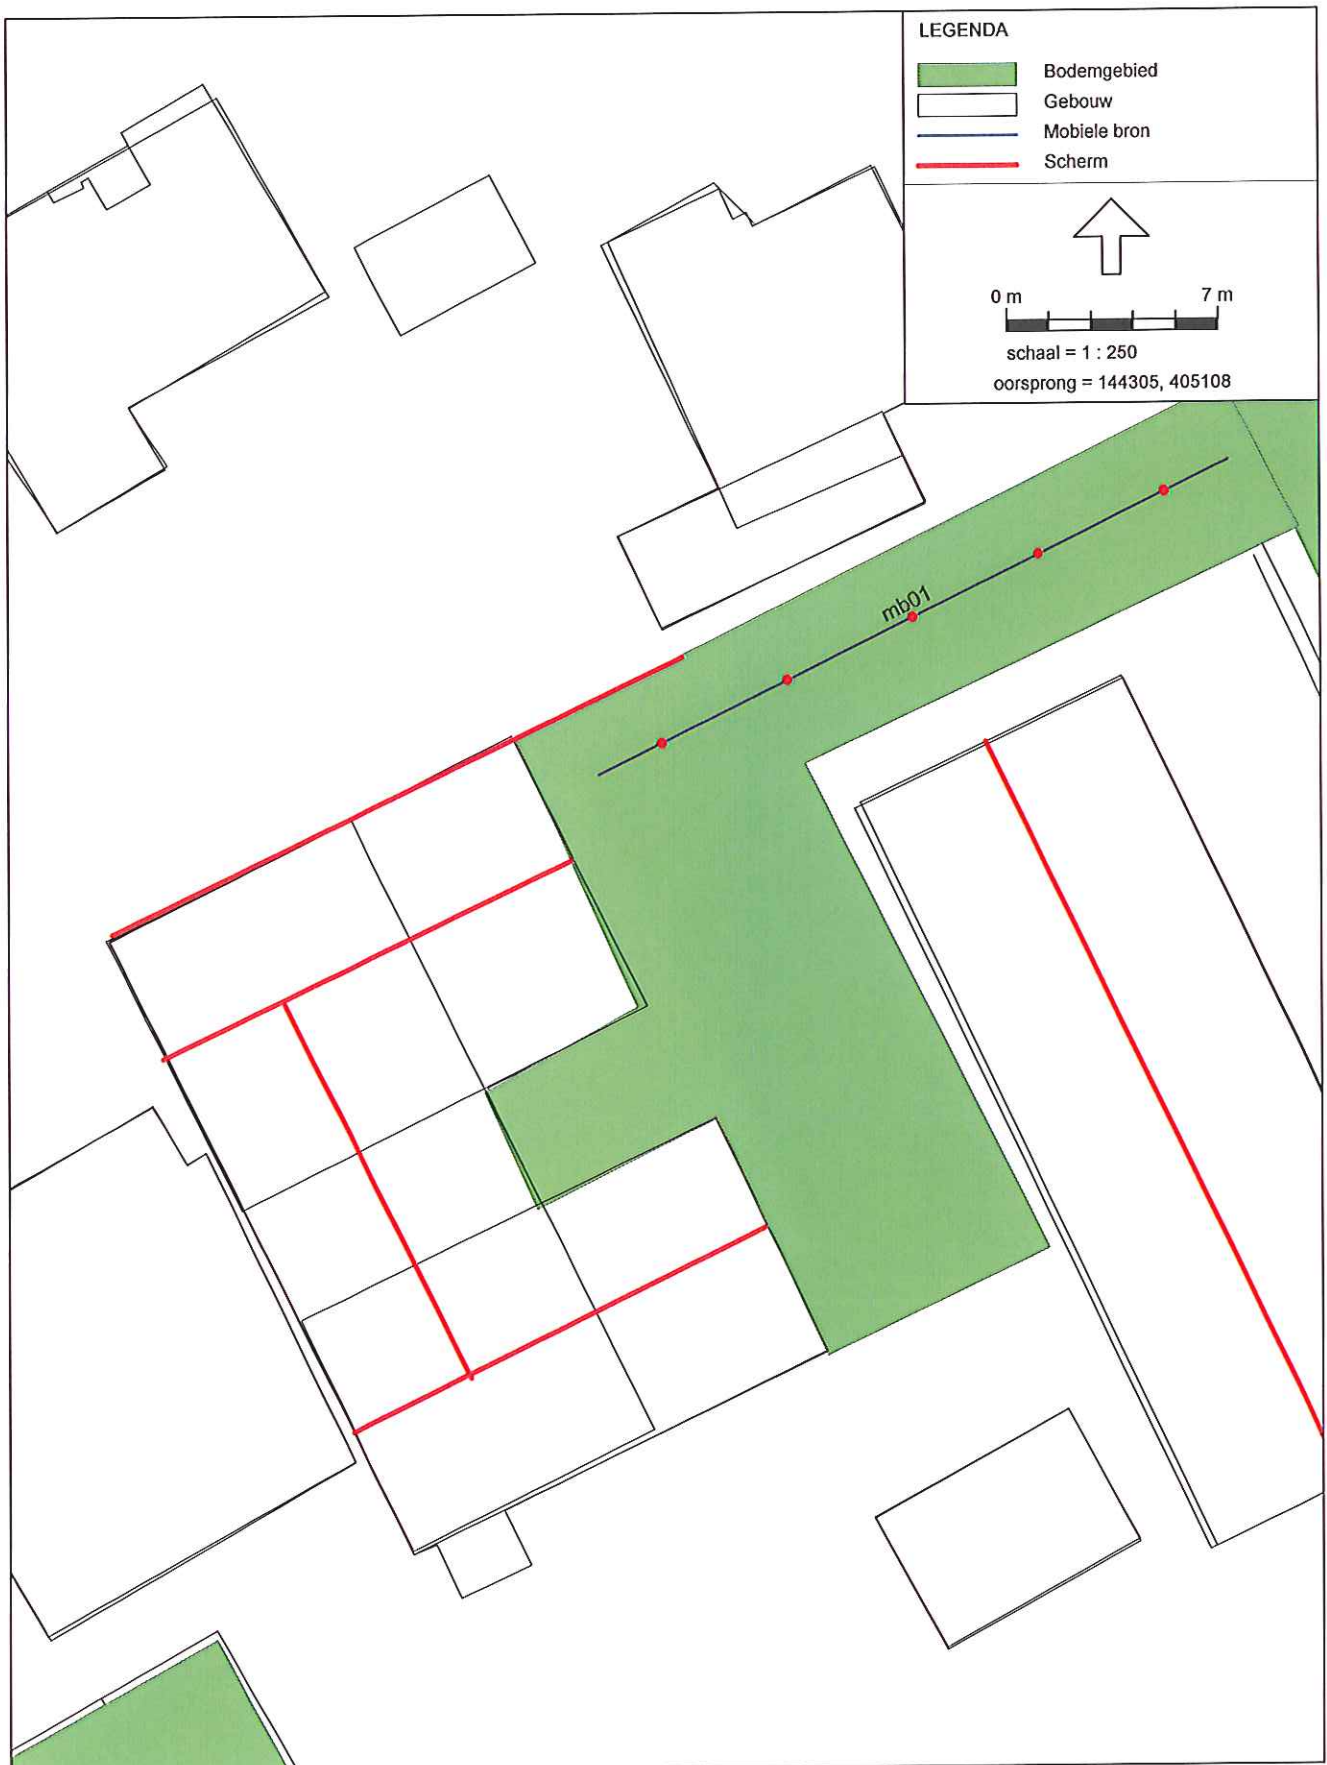 LEGENDA
Bodemgebied
Gebouw
Mobiele bron
Scherm
0 m
7 m
schaal = 1 : 250
oorsprong = 144305, 405108
mb01